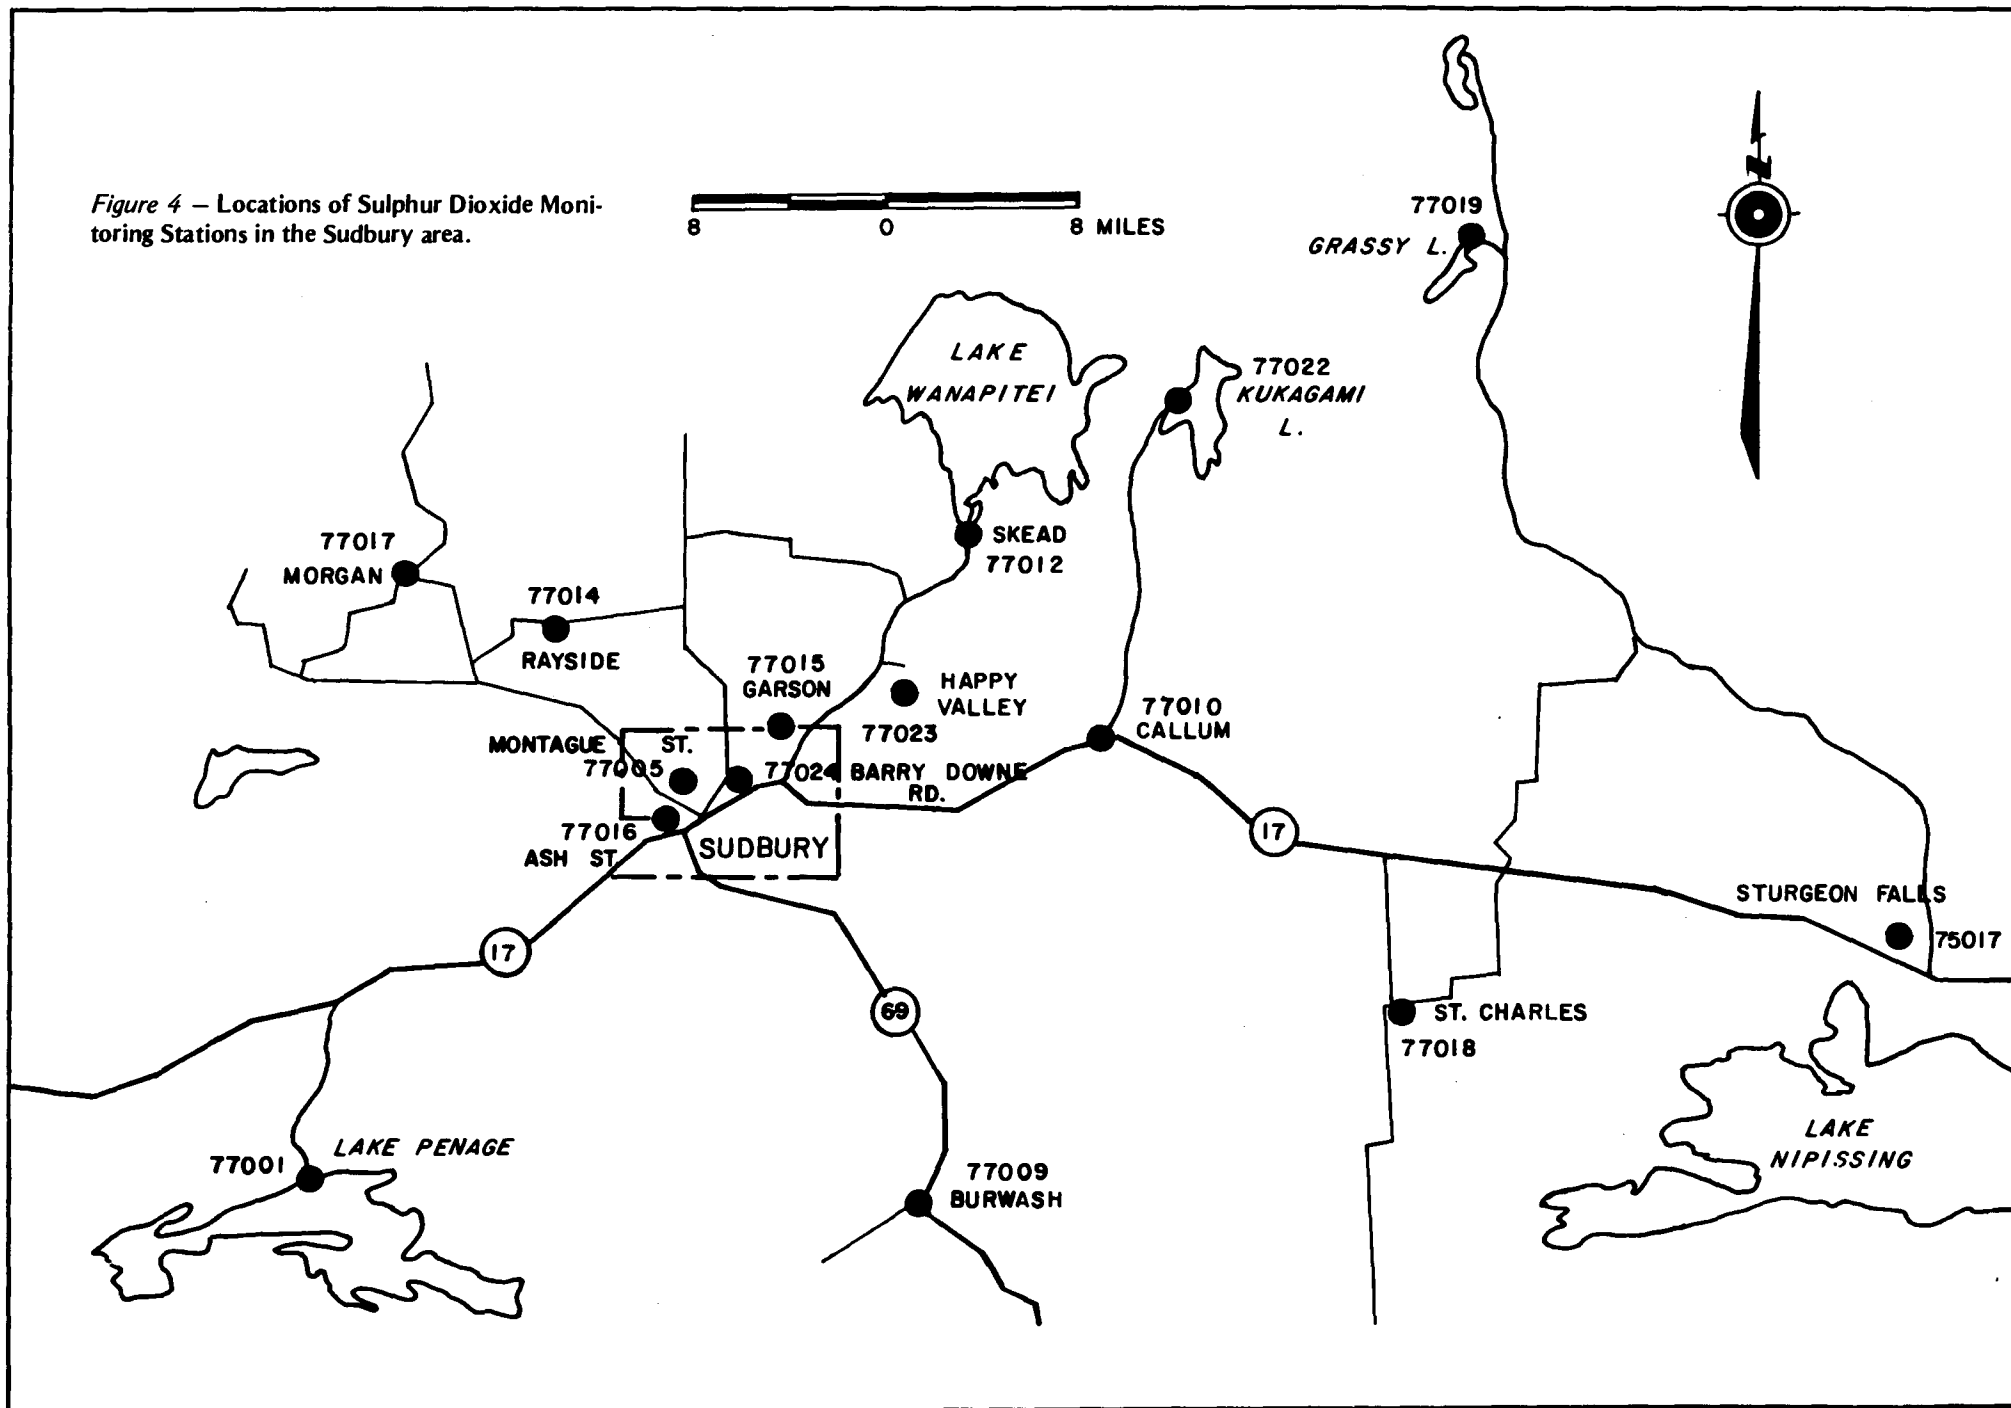 Figure 4 — Locations of Sulphur Dioxide Moni-
toring Stations in the Sudbury area.
8 0 8 MILES
N
77019
GRASSY L.
LAKE
WANAPITEI
77022
KUKAGAMI
L.
77017
MORGAN
SKEAD
77012
77014
RAYSIDE
77015
GARSON
HAPPY
VALLEY
77023
77010
CALLUM
MONTAGUE ST.
77005
77024 BARRY DOWNE
RD.
77016
ASH ST.
SUDBURY
17
STURGEON FALLS
75017
17
69
ST. CHARLES
77018
LAKE PENAGE
77001
77009
BURWASH
LAKE
NIPISSING